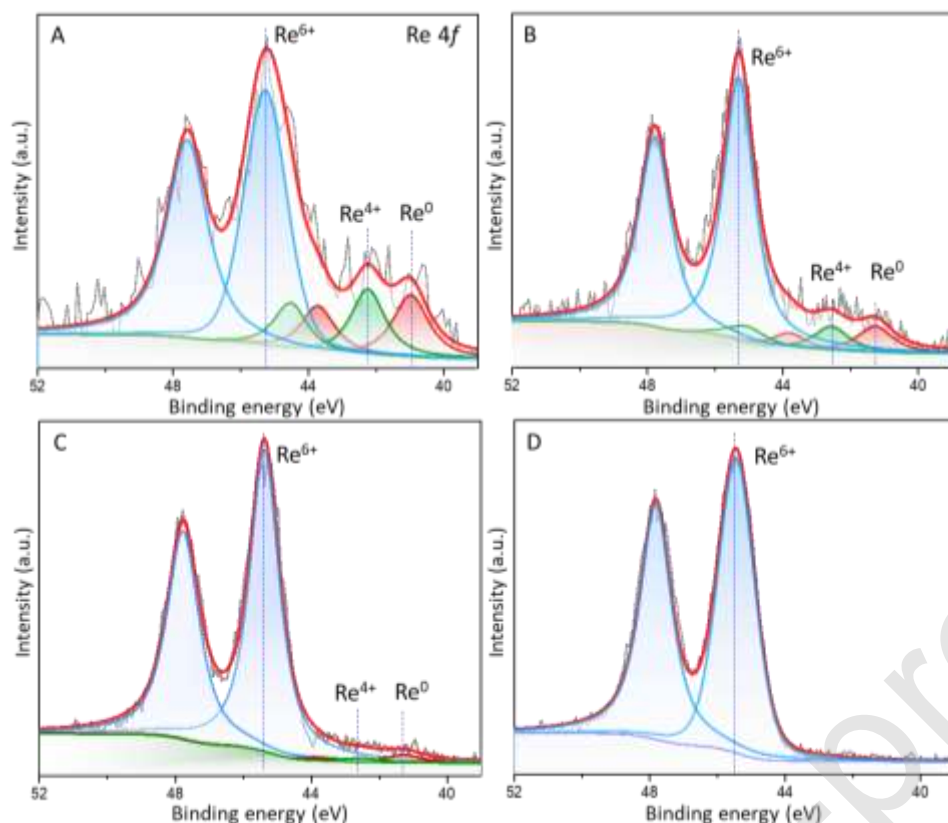 A
Re⁶⁺
Re 4f
Re⁴⁺
Re⁰
Intensity (a.u.)
52 48 44 40
Binding energy (eV)
B
Re⁶⁺
Re⁴⁺
Re⁰
Intensity (a.u.)
52 48 44 40
Binding energy (eV)
C
Re⁶⁺
Re⁴⁺
Re⁰
Intensity (a.u.)
52 48 44 40
Binding energy (eV)
D
Re⁶⁺
Intensity (a.u.)
52 48 44 40
Binding energy (eV)